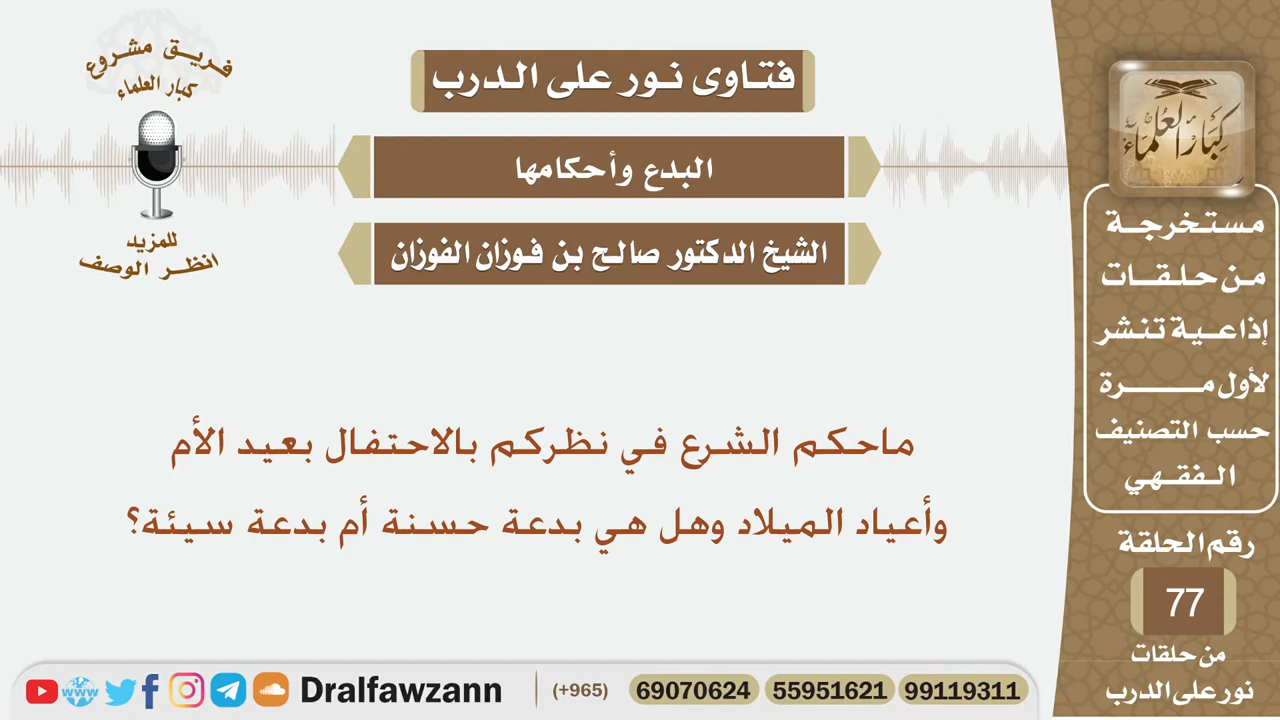 فريق مشروع
كبار العلماء
للمزيد
انظر الوصف
فتاوى نور على الدرب
البدع وأحكامها
الشيخ الدكتور صالح بن فوزان الفوزان
ماحكم الشرع في نظركم بالاحتفال بعيد الأم
وأعياد الميلاد وهل هي بدعة حسنة أم بدعة سيئة؟
كبار العلماء
مستخرجة
من حلقات
إذاعية تنشر
لأول مرة
حسب التصنيف
الفقهي
رقم الحلقة
77
من حلقات
نور على الدرب
www
Dralfawzann (+965) 69070624 55951621 99119311